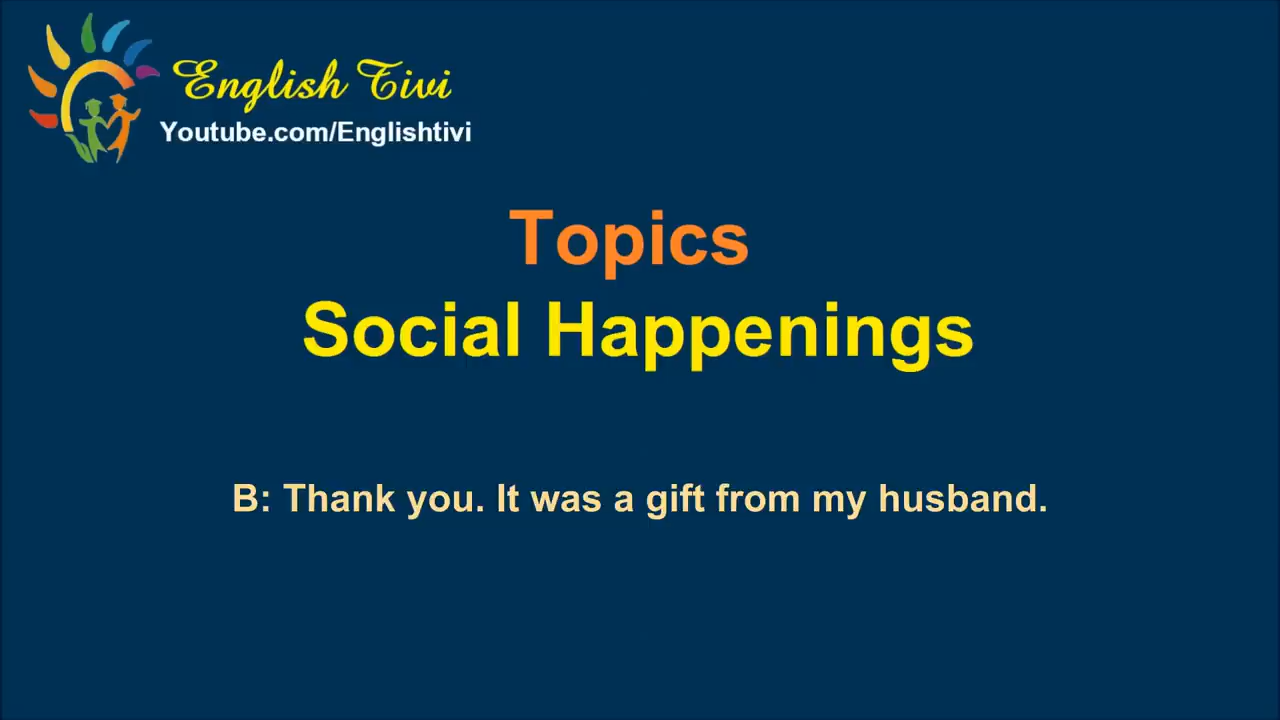 English Tivi
Youtube.com/Englishtivi
Topics
Social Happenings
B: Thank you. It was a gift from my husband.